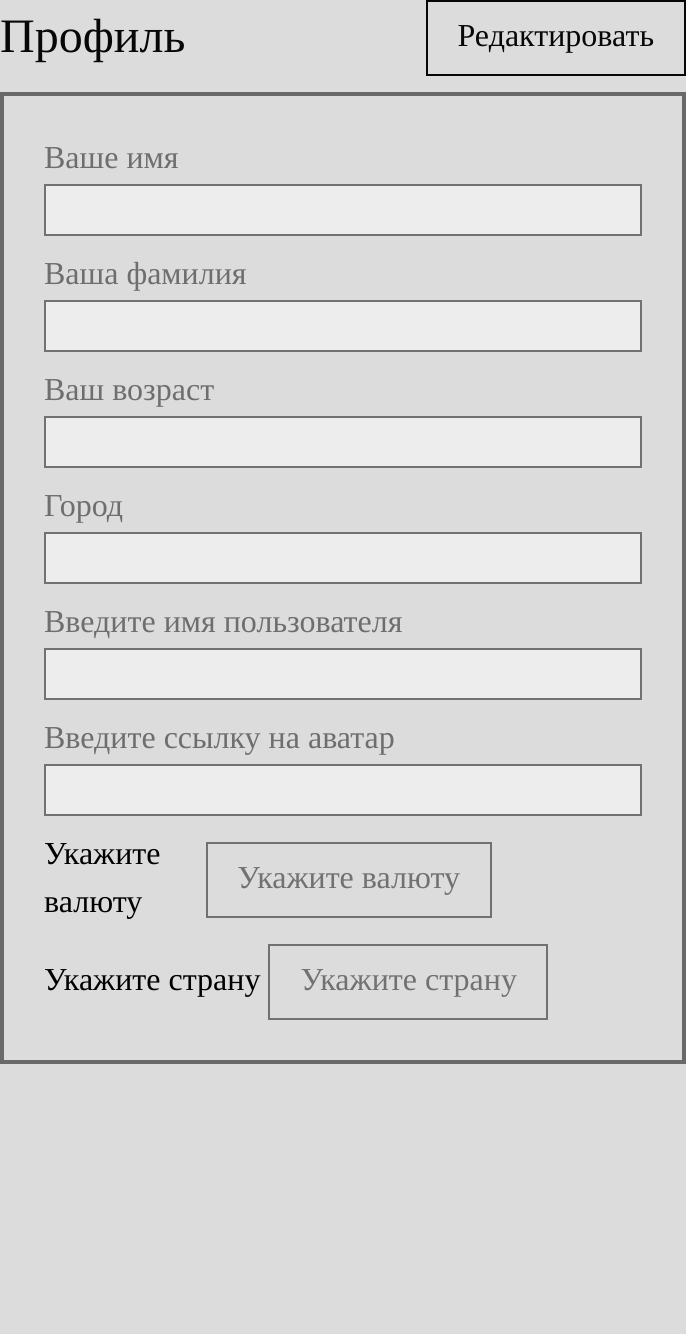 Профиль
Редактировать
Ваше имя
Ваша фамилия
Ваш возраст
Город
Введите имя пользователя
Введите ссылку на аватар
Укажите
валюту
Укажите валюту
Укажите страну
Укажите страну